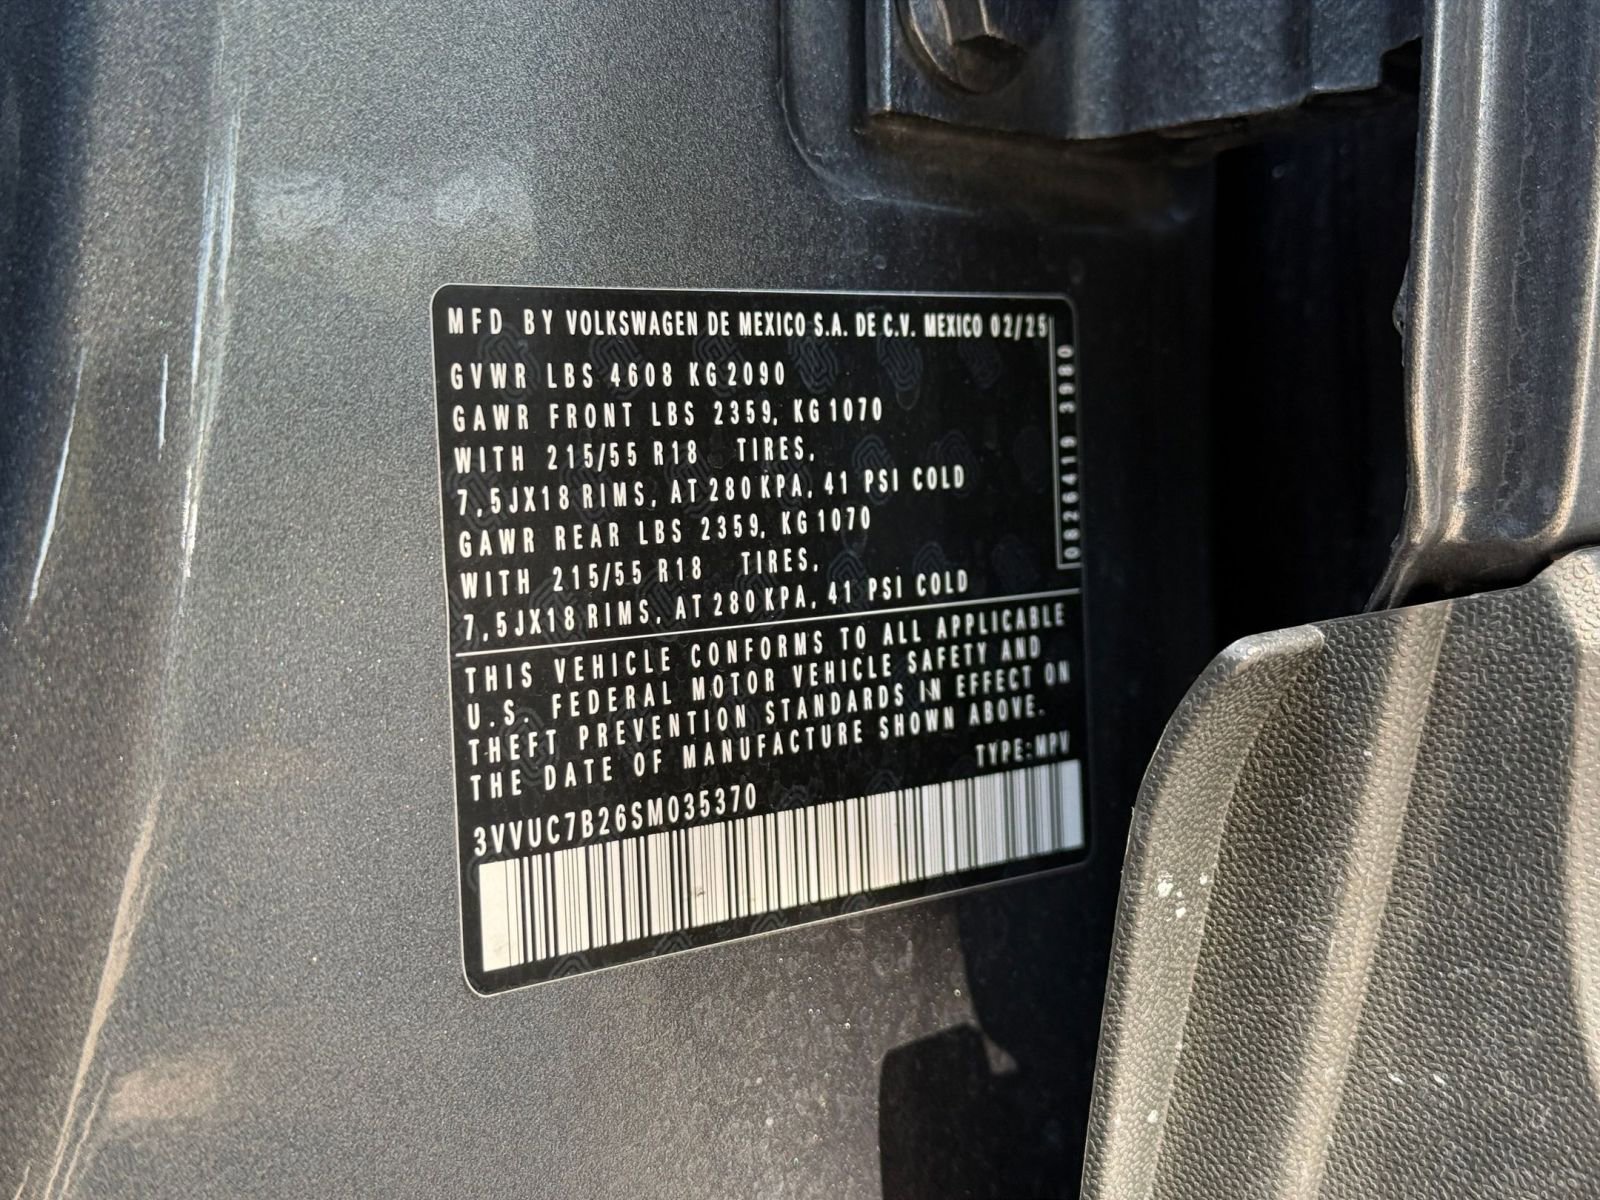 MFD BY VOLKSWAGEN DE MEXICO S.A. DE C.V. MEXICO 02/25
GVWR LBS 4608 KG 2090
GAWR FRONT LBS 2359, KG 1070
WITH 215/55 R18 TIRES,
7,5JX18 RIMS, AT 280 KPA, 41 PSI COLD
GAWR REAR LBS 2359, KG 1070
WITH 215/55 R18 TIRES,
7,5JX18 RIMS, AT 280 KPA, 41 PSI COLD
0826419 3980
THIS VEHICLE CONFORMS TO ALL APPLICABLE
U.S. FEDERAL MOTOR VEHICLE SAFETY AND
THEFT PREVENTION STANDARDS IN EFFECT ON
THE DATE OF MANUFACTURE SHOWN ABOVE.
TYPE:MPV
3VVUC7B26SM035370